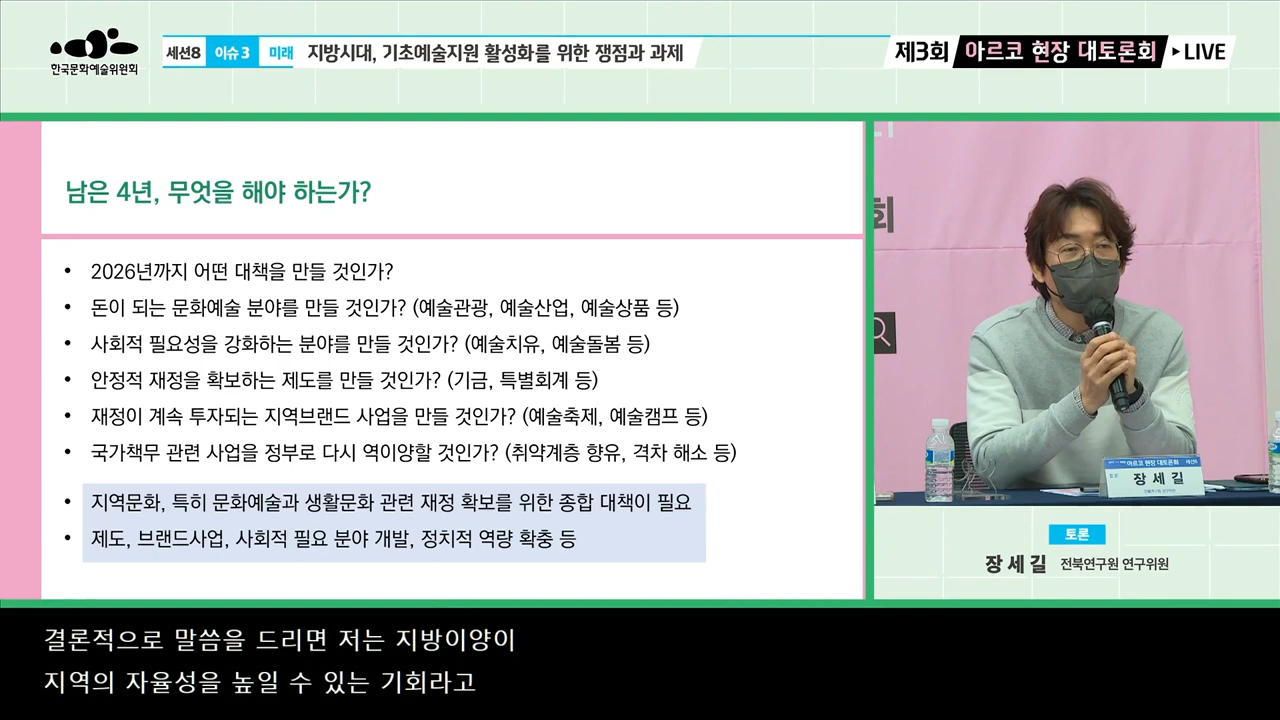 한국문화예술위원회
세션8 이슈 3 미래 지방시대, 기초예술지원 활성화를 위한 쟁점과 과제
제3회 아르코 현장 대토론회 ▸LIVE
남은 4년, 무엇을 해야 하는가?
• 2026년까지 어떤 대책을 만들 것인가?
• 돈이 되는 문화예술 분야를 만들 것인가? (예술관광, 예술산업, 예술상품 등)
• 사회적 필요성을 강화하는 분야를 만들 것인가? (예술치유, 예술돌봄 등)
• 안정적 재정을 확보하는 제도를 만들 것인가? (기금, 특별회계 등)
• 재정이 계속 투자되는 지역브랜드 사업을 만들 것인가? (예술축제, 예술캠프 등)
• 국가책무 관련 사업을 정부로 다시 역이양할 것인가? (취약계층 향유, 격차 해소 등)
• 지역문화, 특히 문화예술과 생활문화 관련 재정 확보를 위한 종합 대책이 필요
• 제도, 브랜드사업, 사회적 필요 분야 개발, 정치적 역량 확충 등
회
아르코 현장 대토론회
장 세 길
토론
장 세 길 전북연구원 연구위원
결론적으로 말씀을 드리면 저는 지방이양이
지역의 자율성을 높일 수 있는 기회라고